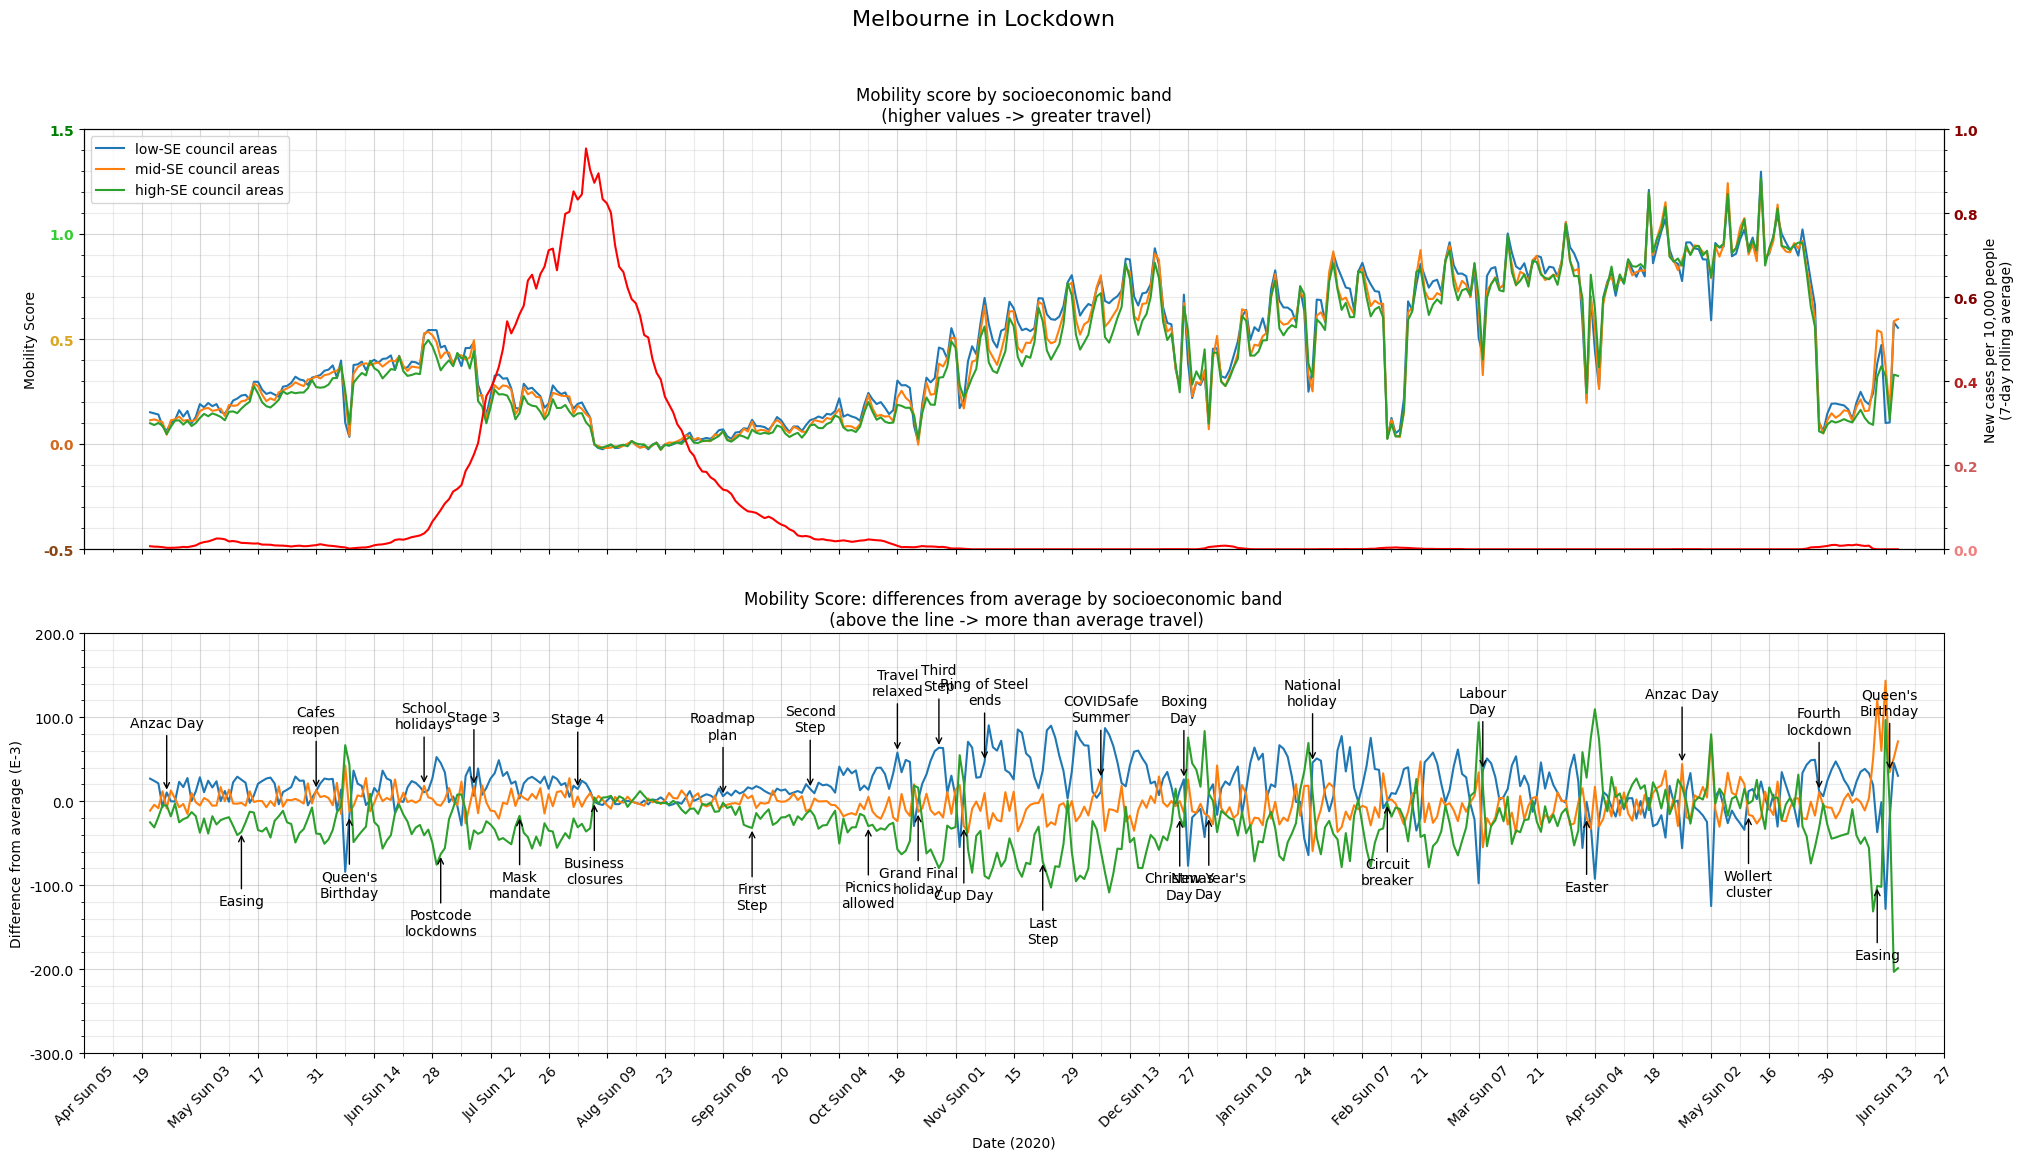 Melbourne in Lockdown
Mobility score by socioeconomic band
(higher values -> greater travel)
low-SE council areas
mid-SE council areas
high-SE council areas
1.5
1.0
0.5
0.0
-0.5
Mobility Score
1.0
0.8
0.6
0.4
0.2
0.0
New cases per 10,000 people
(7-day rolling average)
Mobility Score: differences from average by socioeconomic band
(above the line -> more than average travel)
200.0
100.0
0.0
-100.0
-200.0
-300.0
Difference from average (E-3)
Anzac Day
Easing
Cafes
reopen
Queen's
Birthday
School
holidays
Postcode
lockdowns
Stage 3
Mask
mandate
Stage 4
Business
closures
Roadmap
plan
First
Step
Second
Step
Picnics
allowed
Travel
relaxed
Grand Final
holiday
Third
Step
Cup Day
Ring of Steel
ends
Last
Step
COVIDSafe
Summer
Christmas
Day
Boxing
Day
New Year's
Day
National
holiday
Circuit
breaker
Labour
Day
Easter
Anzac Day
Wollert
cluster
Fourth
lockdown
Easing
Queen's
Birthday
Apr Sun 05
19
May Sun 03
17
31
Jun Sun 14
28
Jul Sun 12
26
Aug Sun 09
23
Sep Sun 06
20
Oct Sun 04
18
Nov Sun 01
15
29
Dec Sun 13
27
Jan Sun 10
24
Feb Sun 07
21
Mar Sun 07
21
Apr Sun 04
18
May Sun 02
16
30
Jun Sun 13
27
Date (2020)